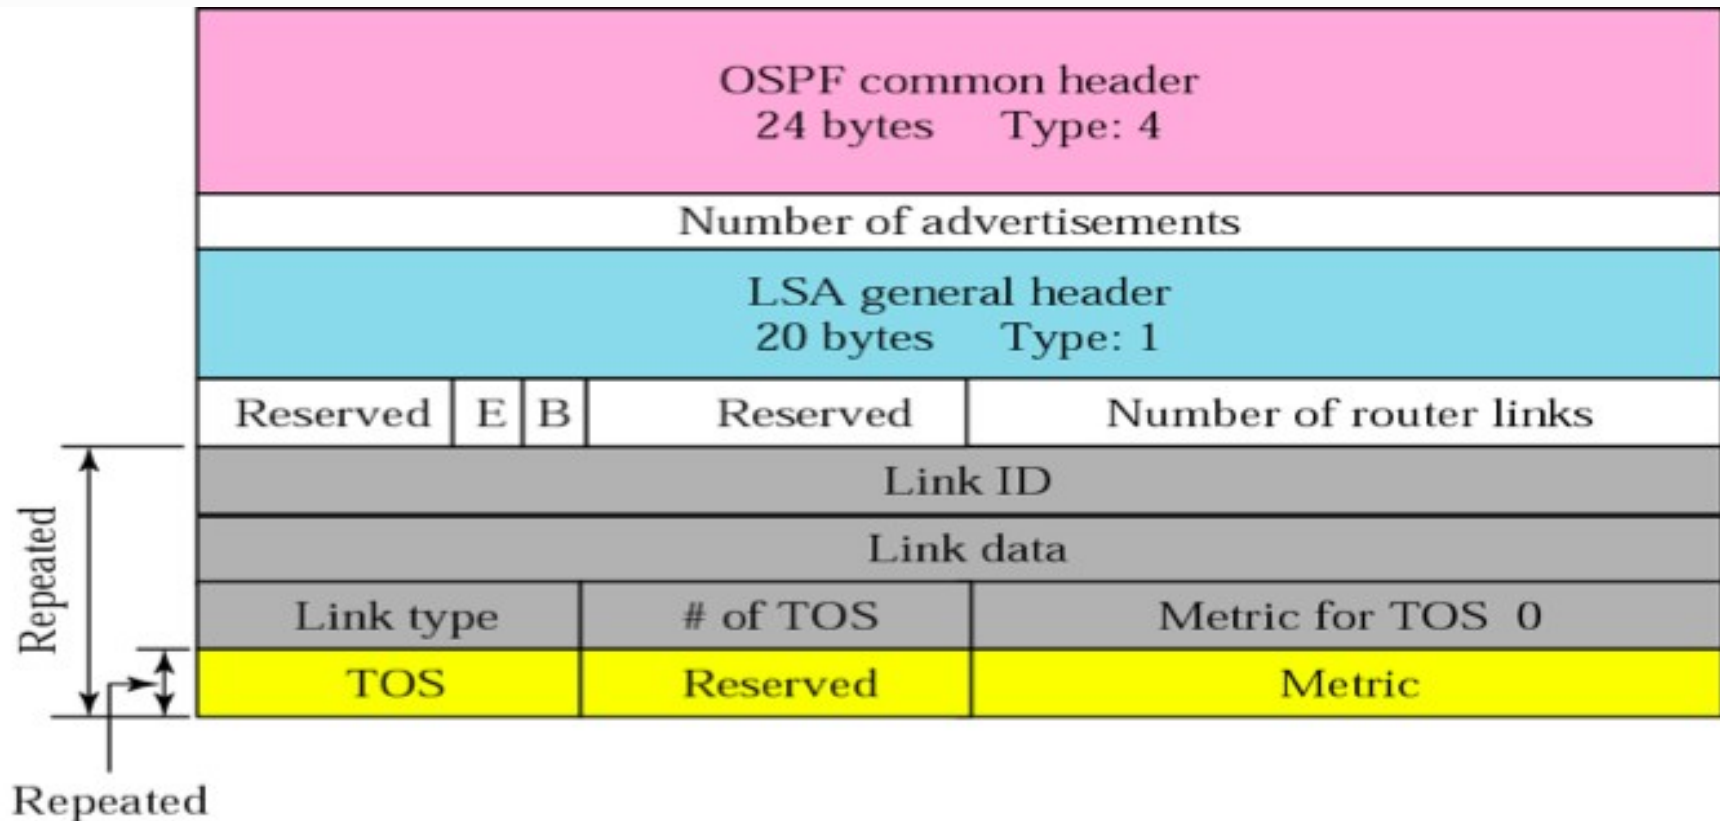 OSPF common header
24 bytes Type: 4
Number of advertisements
LSA general header
20 bytes Type: 1
Reserved E B Reserved Number of router links
Link ID
Link data
Link type # of TOS Metric for TOS 0
TOS Reserved Metric
Repeated
Repeated